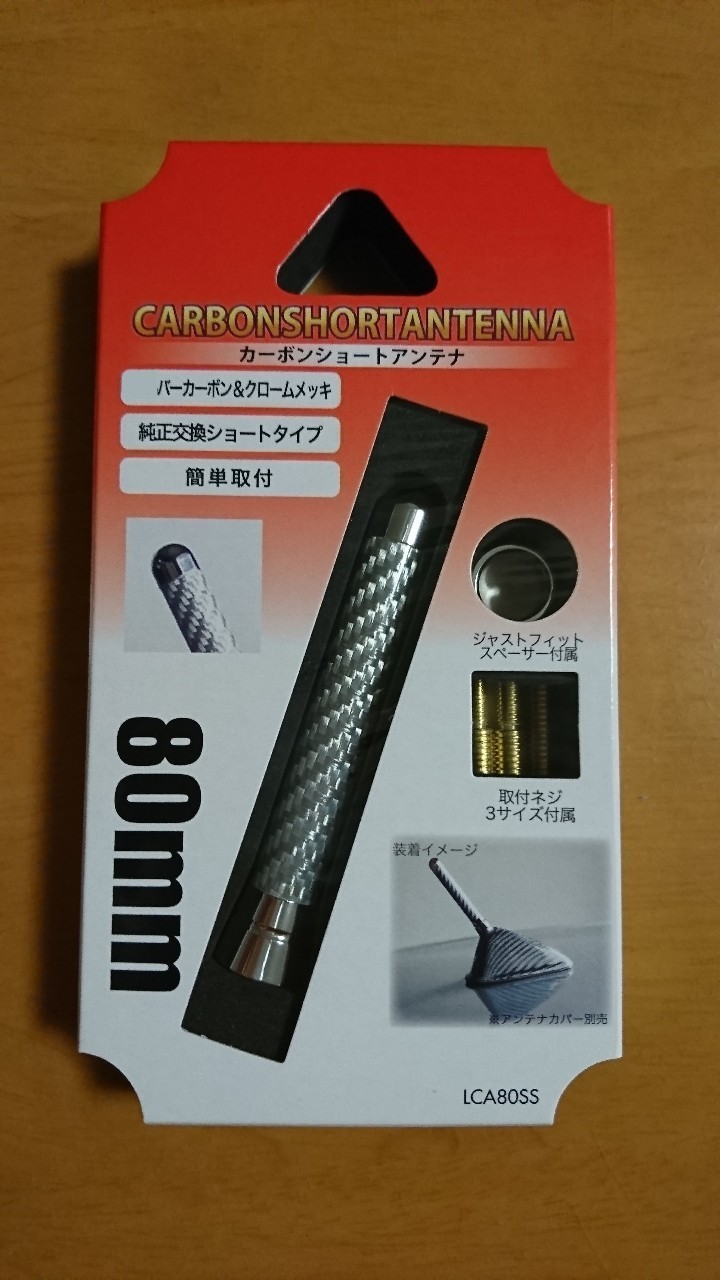 CARBONSHORTANTENNA
カーボンショートアンテナ
バーカーボン&クロームメッキ
純正交換ショートタイプ
簡単取付
ジャストフィット
スペーサー付属
80mm
取付ネジ
3サイズ付属
装着イメージ
※アンテナカバー別売
LCA80SS